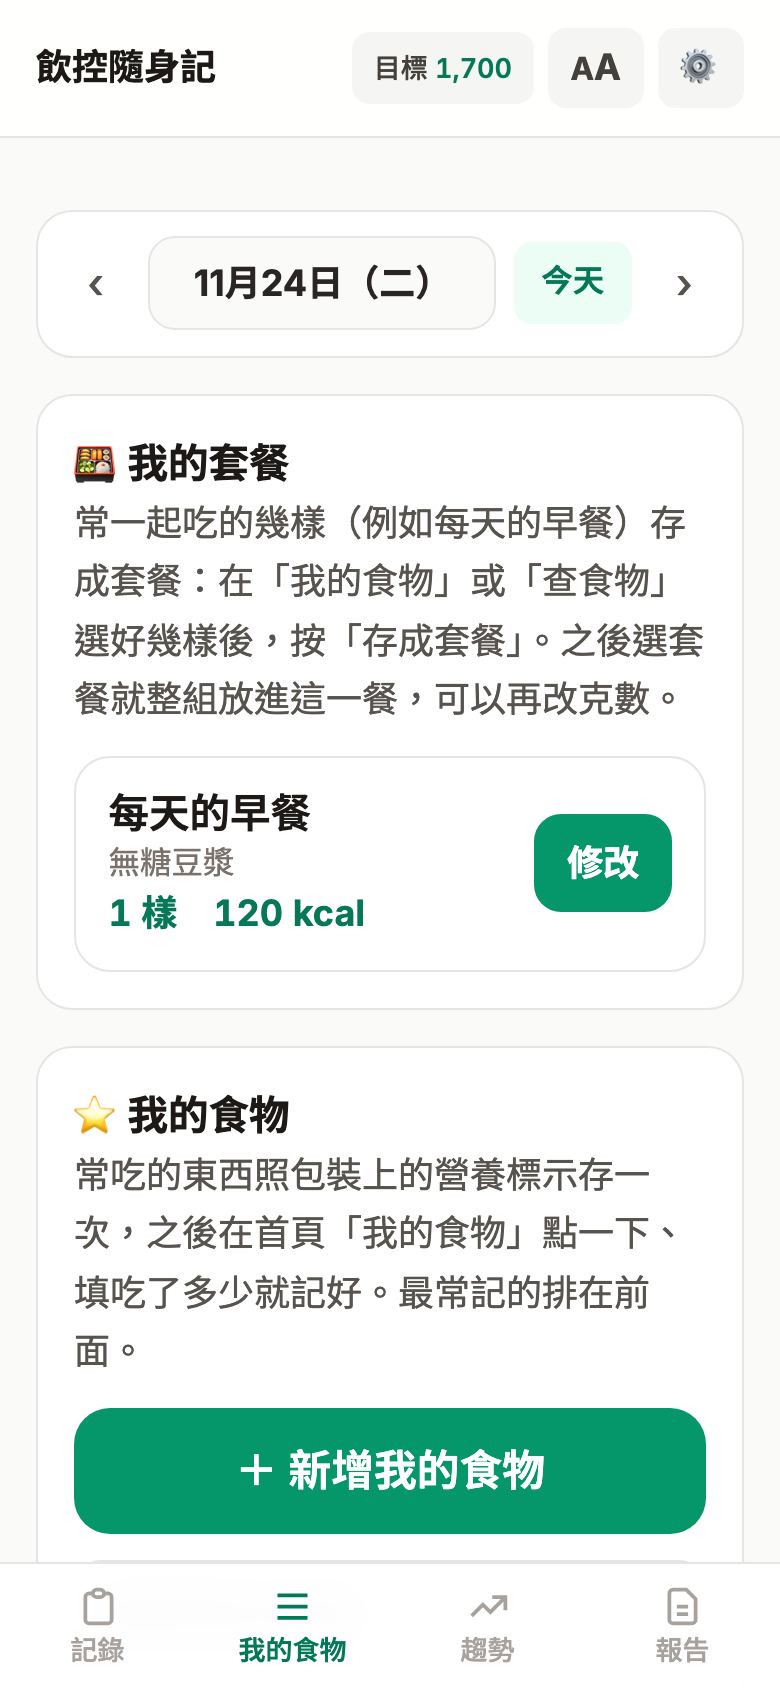 飲控隨身記
目標 1,700
AA
‹
11月24日（二）
今天
›
我的套餐
常一起吃的幾樣（例如每天的早餐）存
成套餐：在「我的食物」或「查食物」
選好幾樣後，按「存成套餐」。之後選套
餐就整組放進這一餐，可以再改克數。
每天的早餐
無糖豆漿
1 樣 120 kcal
修改
我的食物
常吃的東西照包裝上的營養標示存一
次，之後在首頁「我的食物」點一下、
填吃了多少就記好。最常記的排在前
面。
＋ 新增我的食物
記錄
我的食物
趨勢
報告